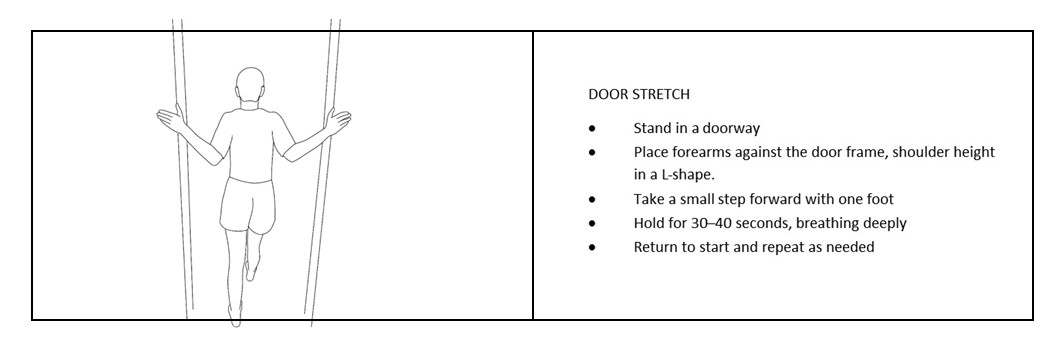 DOOR STRETCH
● Stand in a doorway
● Place forearms against the door frame, shoulder height
in a L-shape.
● Take a small step forward with one foot
● Hold for 30–40 seconds, breathing deeply
● Return to start and repeat as needed